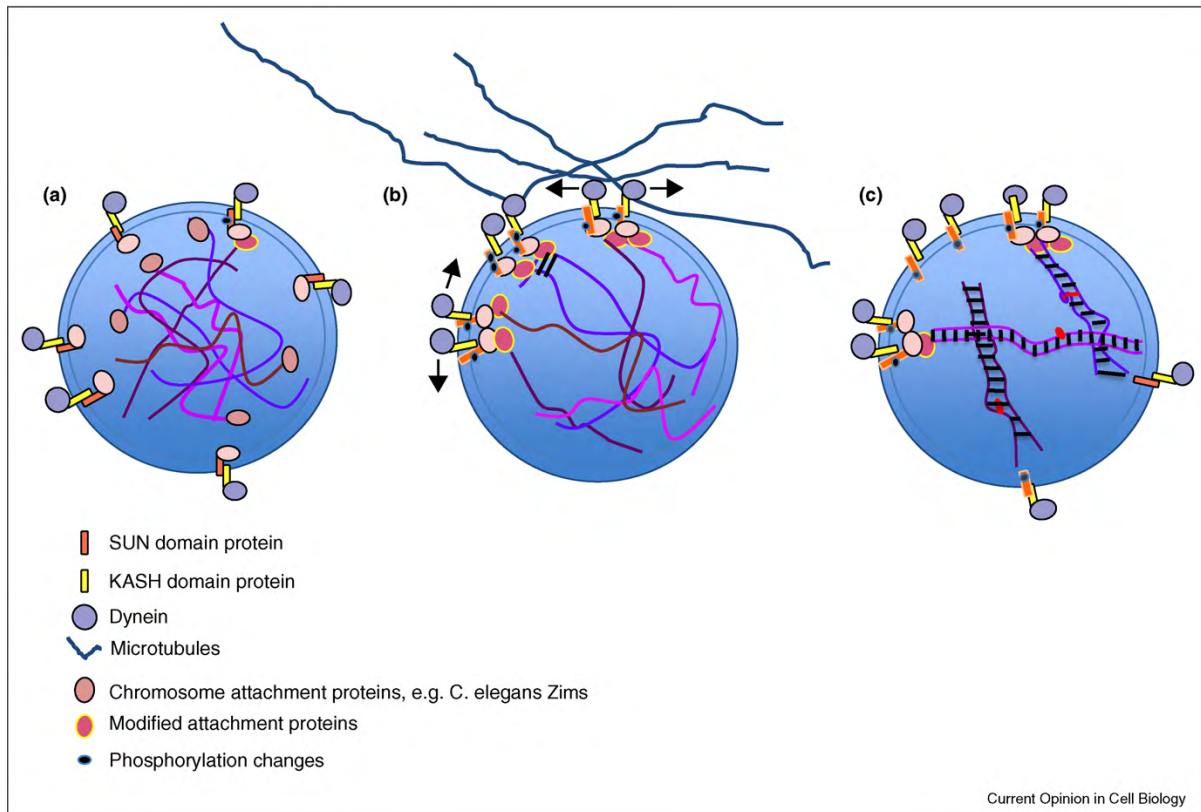 (a)
(b)
(c)
SUN domain protein
KASH domain protein
Dynein
Microtubules
Chromosome attachment proteins, e.g. C. elegans Zims
Modified attachment proteins
Phosphorylation changes
Current Opinion in Cell Biology